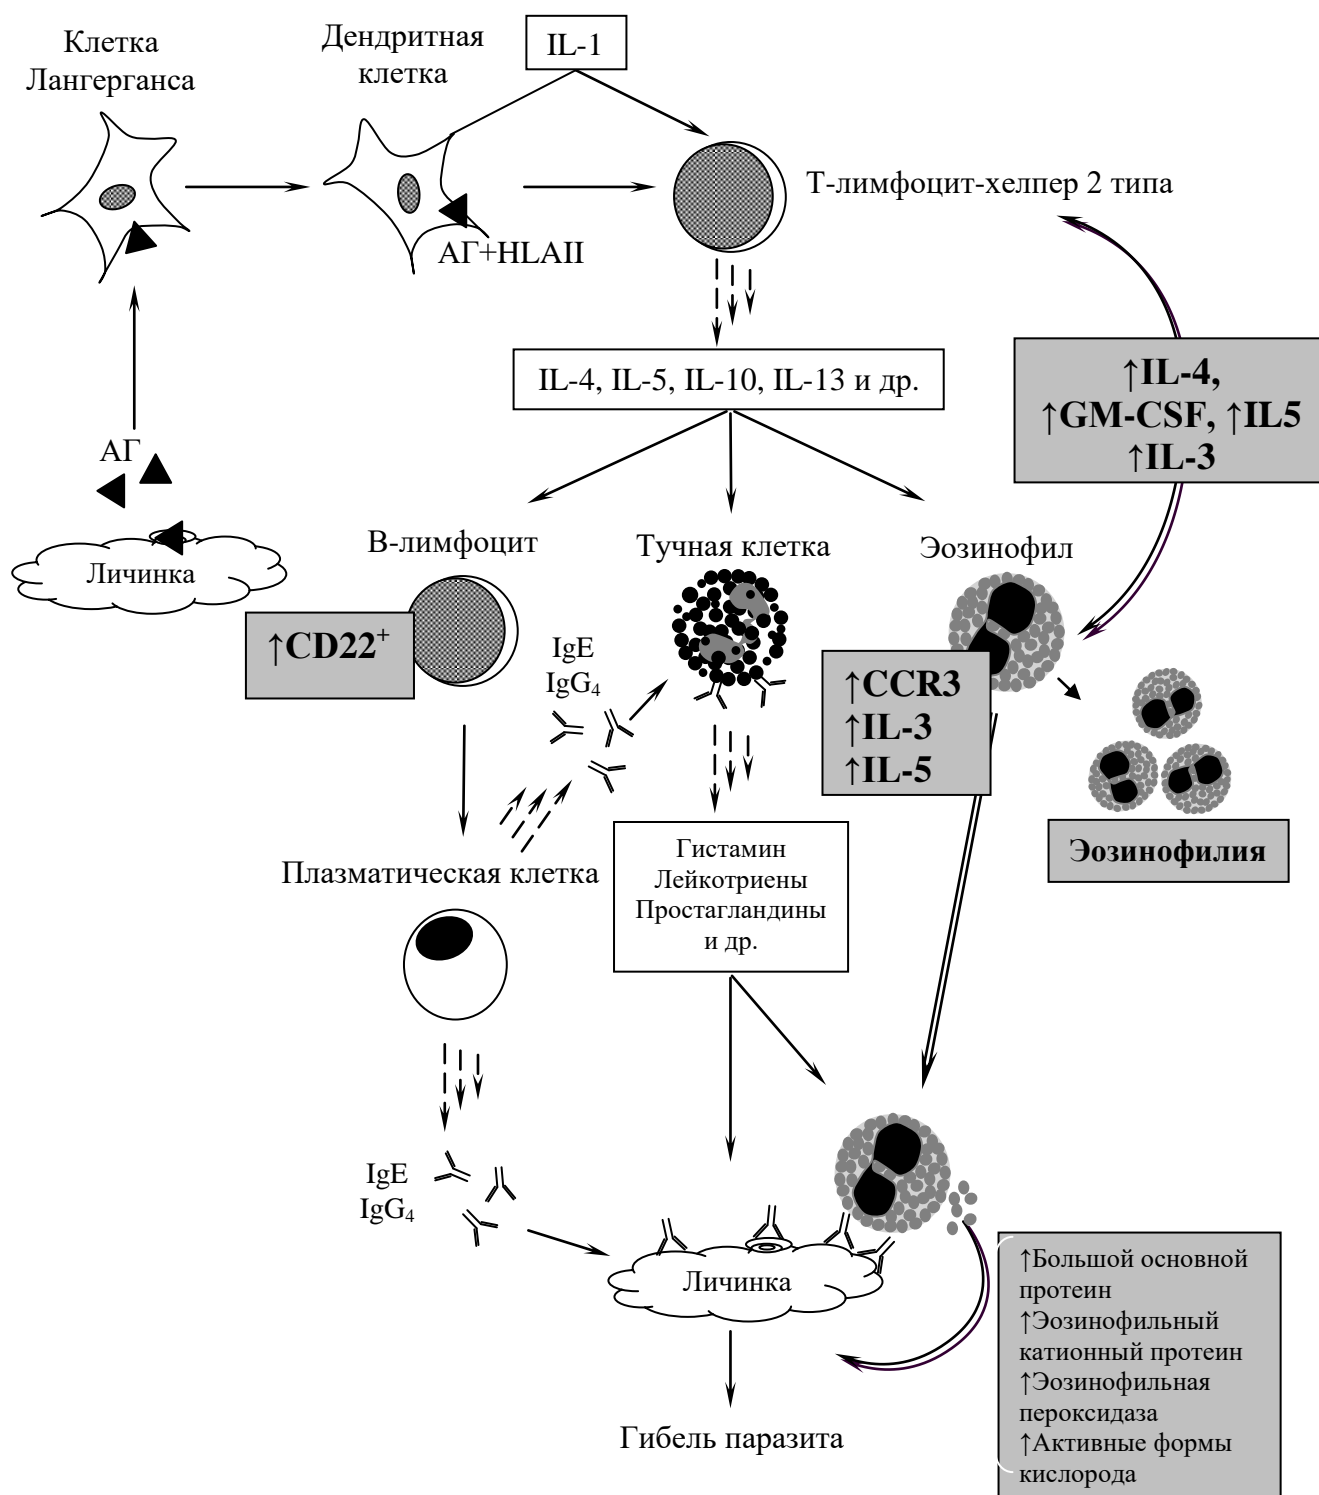 Клетка
Лангерганса
Дендритная
клетка
IL-1
Т-лимфоцит-хелпер 2 типа
АГ+HLAII
IL-4, IL-5, IL-10, IL-13 и др.
↑IL-4,
↑GM-CSF, ↑IL5
↑IL-3
АГ
Личинка
В-лимфоцит
Тучная клетка
Эозинофил
↑CD22⁺
IgE
IgG₄
↑CCR3
↑IL-3
↑IL-5
Эозинофилия
Плазматическая клетка
Гистамин
Лейкотриены
Простагландины
и др.
IgE
IgG₄
Личинка
↑Большой основной
протеин
↑Эозинофильный
катионный протеин
↑Эозинофильная
пероксидаза
↑Активные формы
кислорода
Гибель паразита